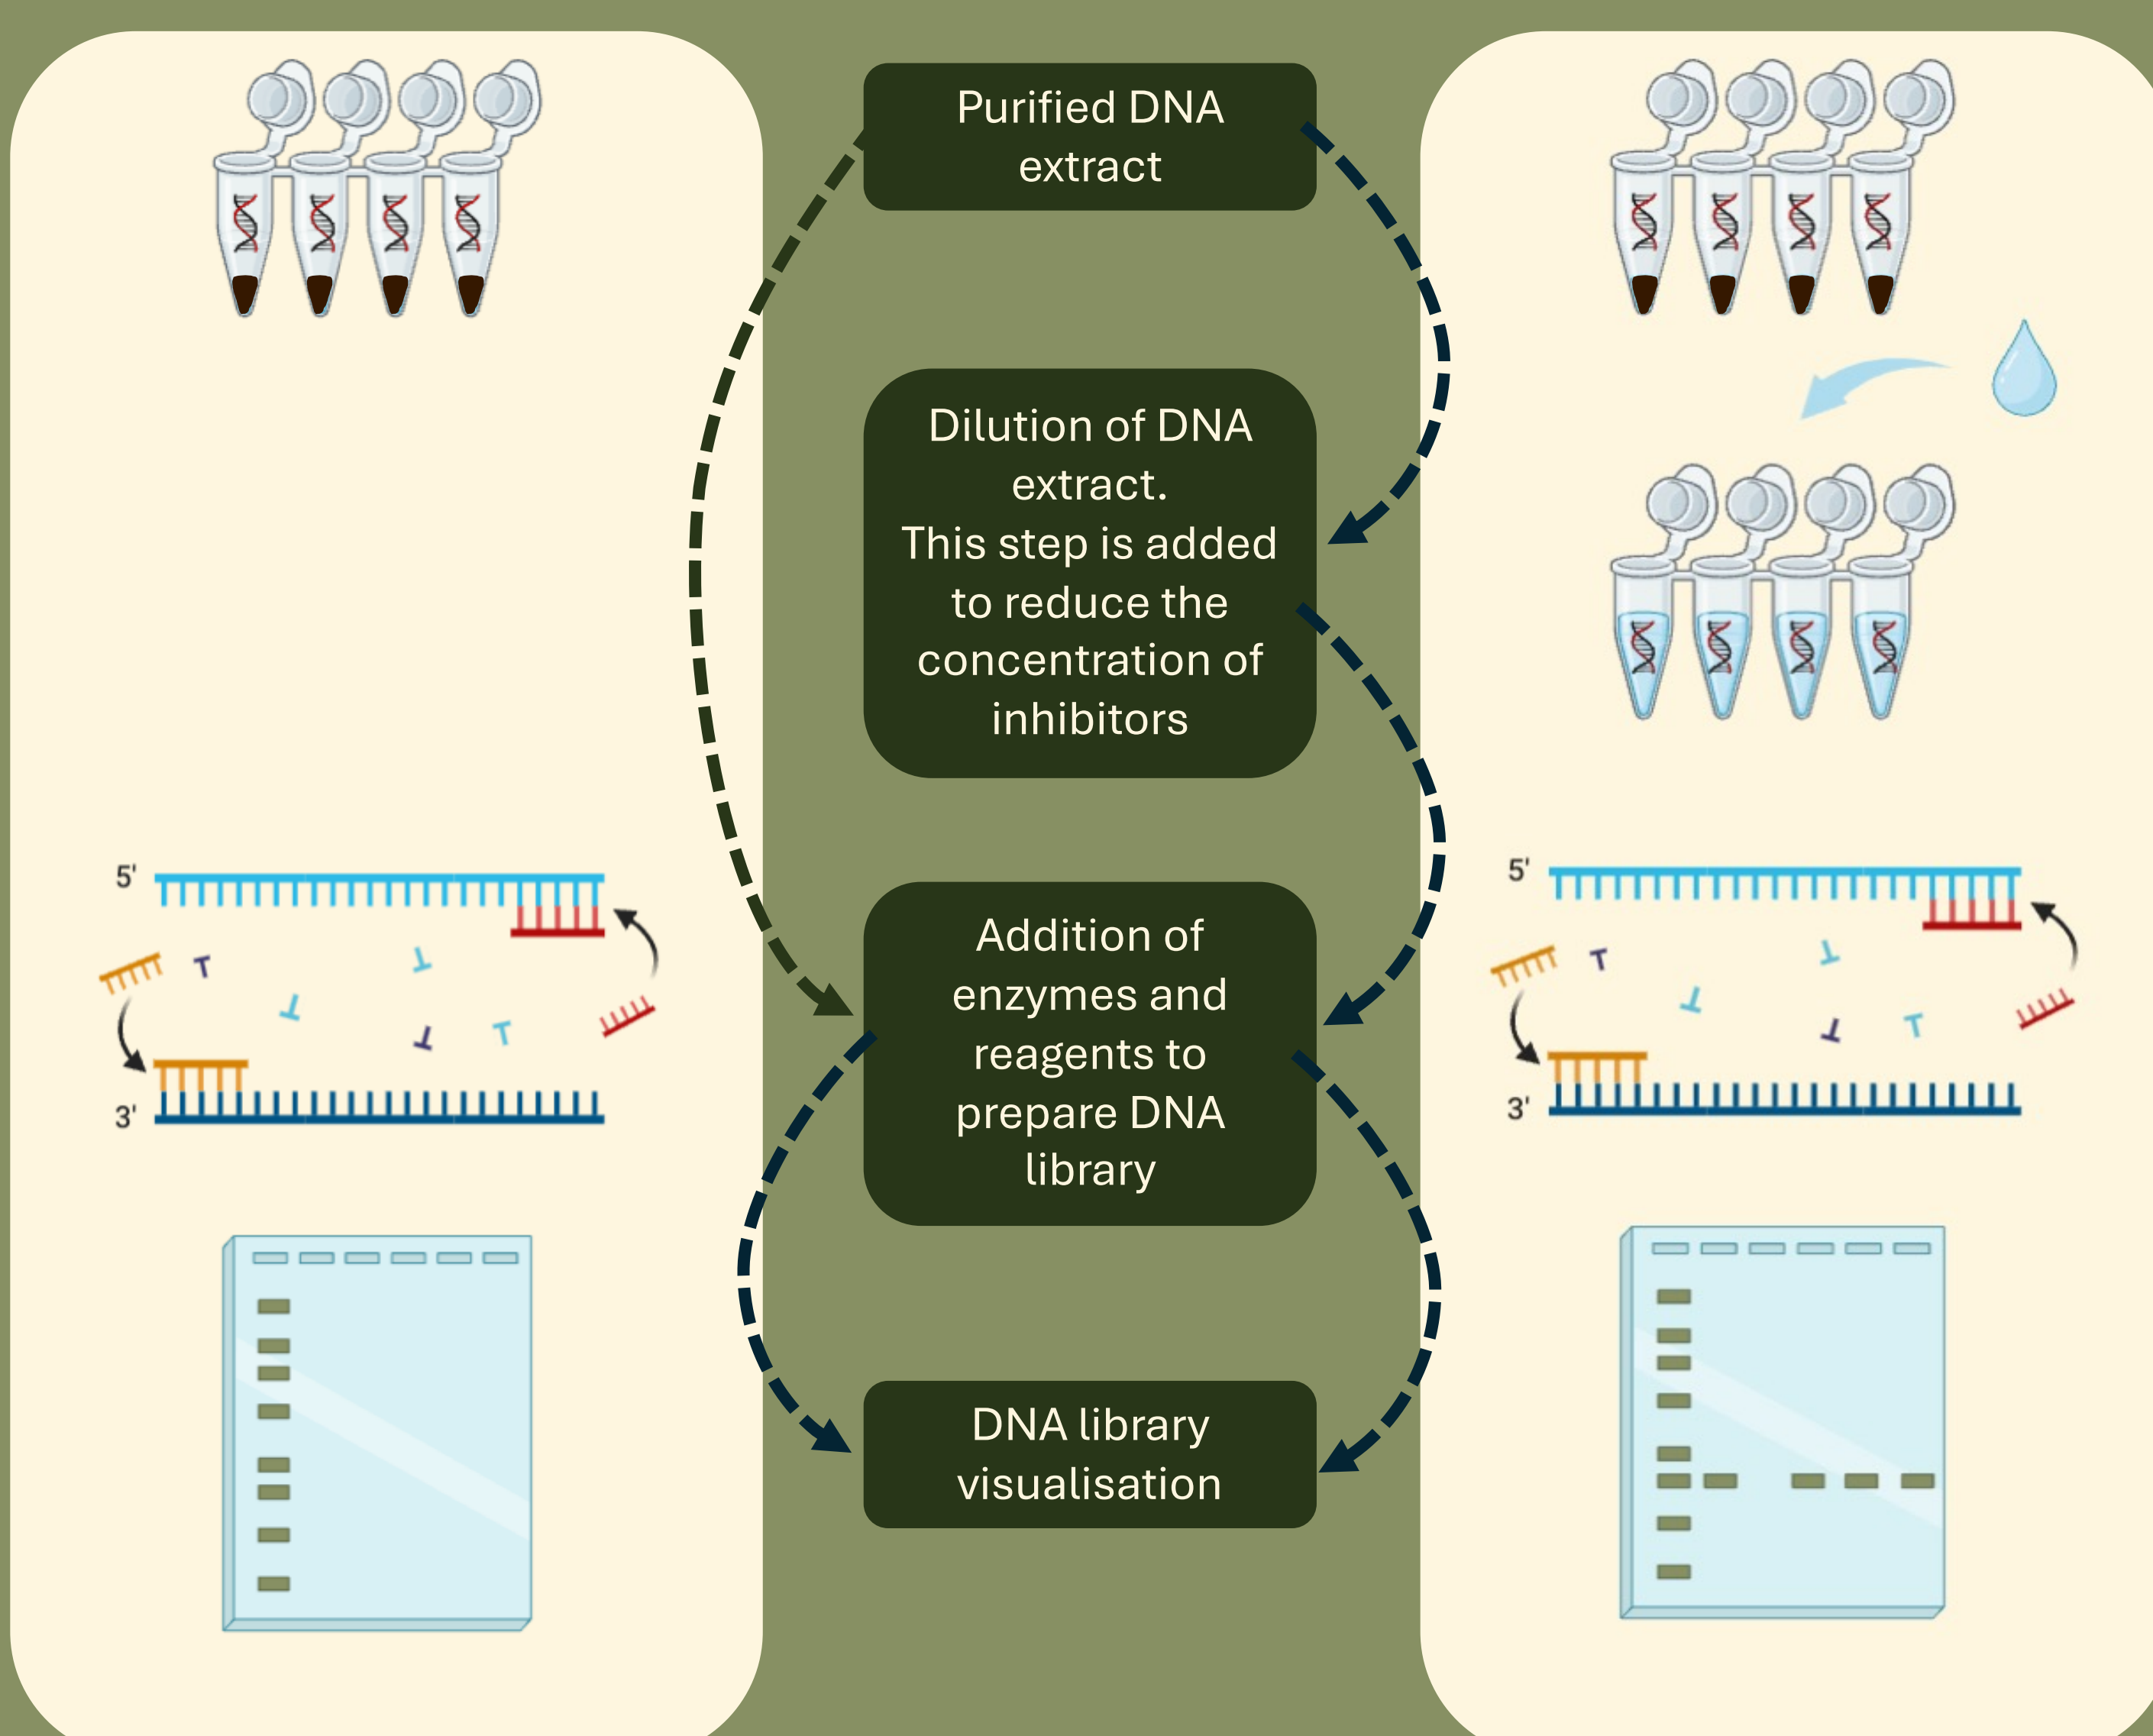 Purified DNA
extract
Dilution of DNA
extract.
This step is added
to reduce the
concentration of
inhibitors
5'
3'
5'
3'
Addition of
enzymes and
reagents to
prepare DNA
library
DNA library
visualisation